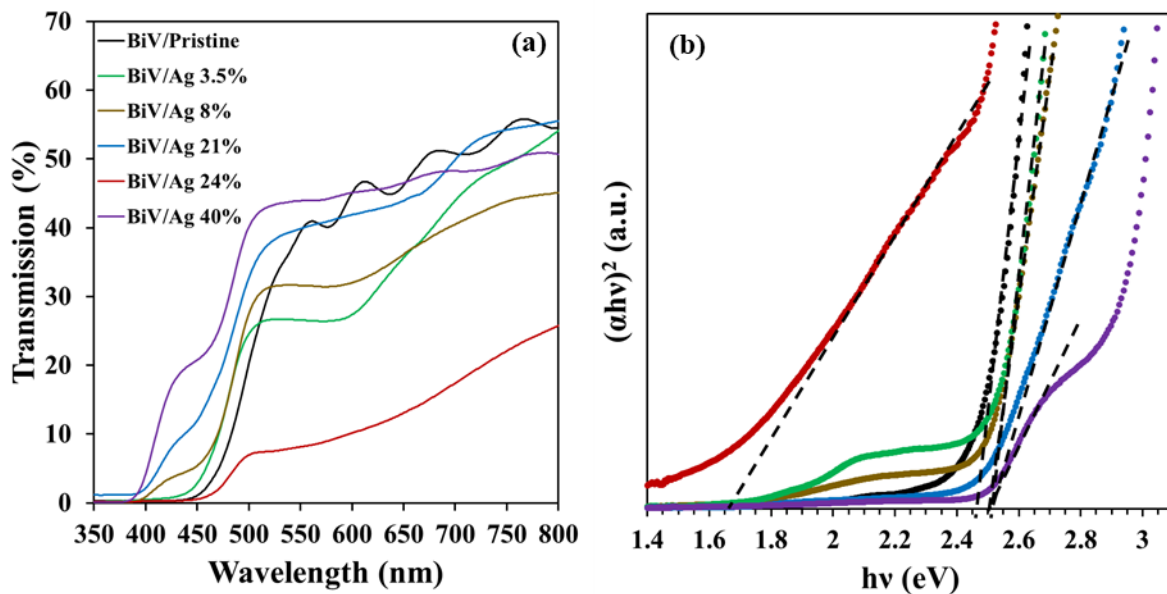 (a)
BiV/Pristine
BiV/Ag 3.5%
BiV/Ag 8%
BiV/Ag 21%
BiV/Ag 24%
BiV/Ag 40%
Transmission (%)
70
60
50
40
30
20
10
0
350 400 450 500 550 600 650 700 750 800
Wavelength (nm)
(b)
(αhν)² (a.u.)
1.4 1.8 2 2.2 2.4 2.6 2.8 3
hν (eV)